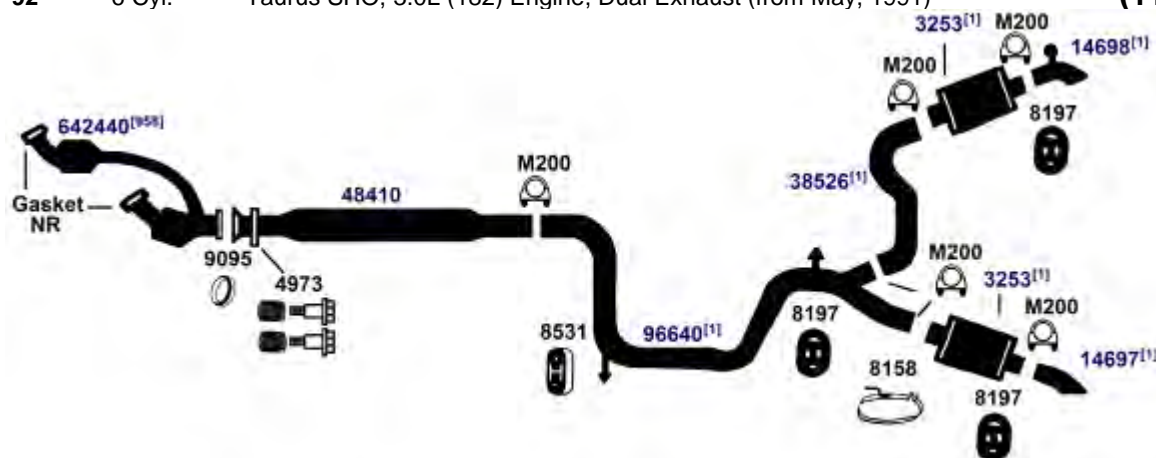 6 Cyl. Taurus SHO, 3.0L (182) Engine, Dual Exhaust (from May, 1991)
3253[1]
M200
14698[1]
M200
642440[958]
8197
M200
38526[1]
48410
Gasket
NR
M200
9095
4973
3253[1]
M200
8531
96640[1]
8197
8158
14697[1]
8197